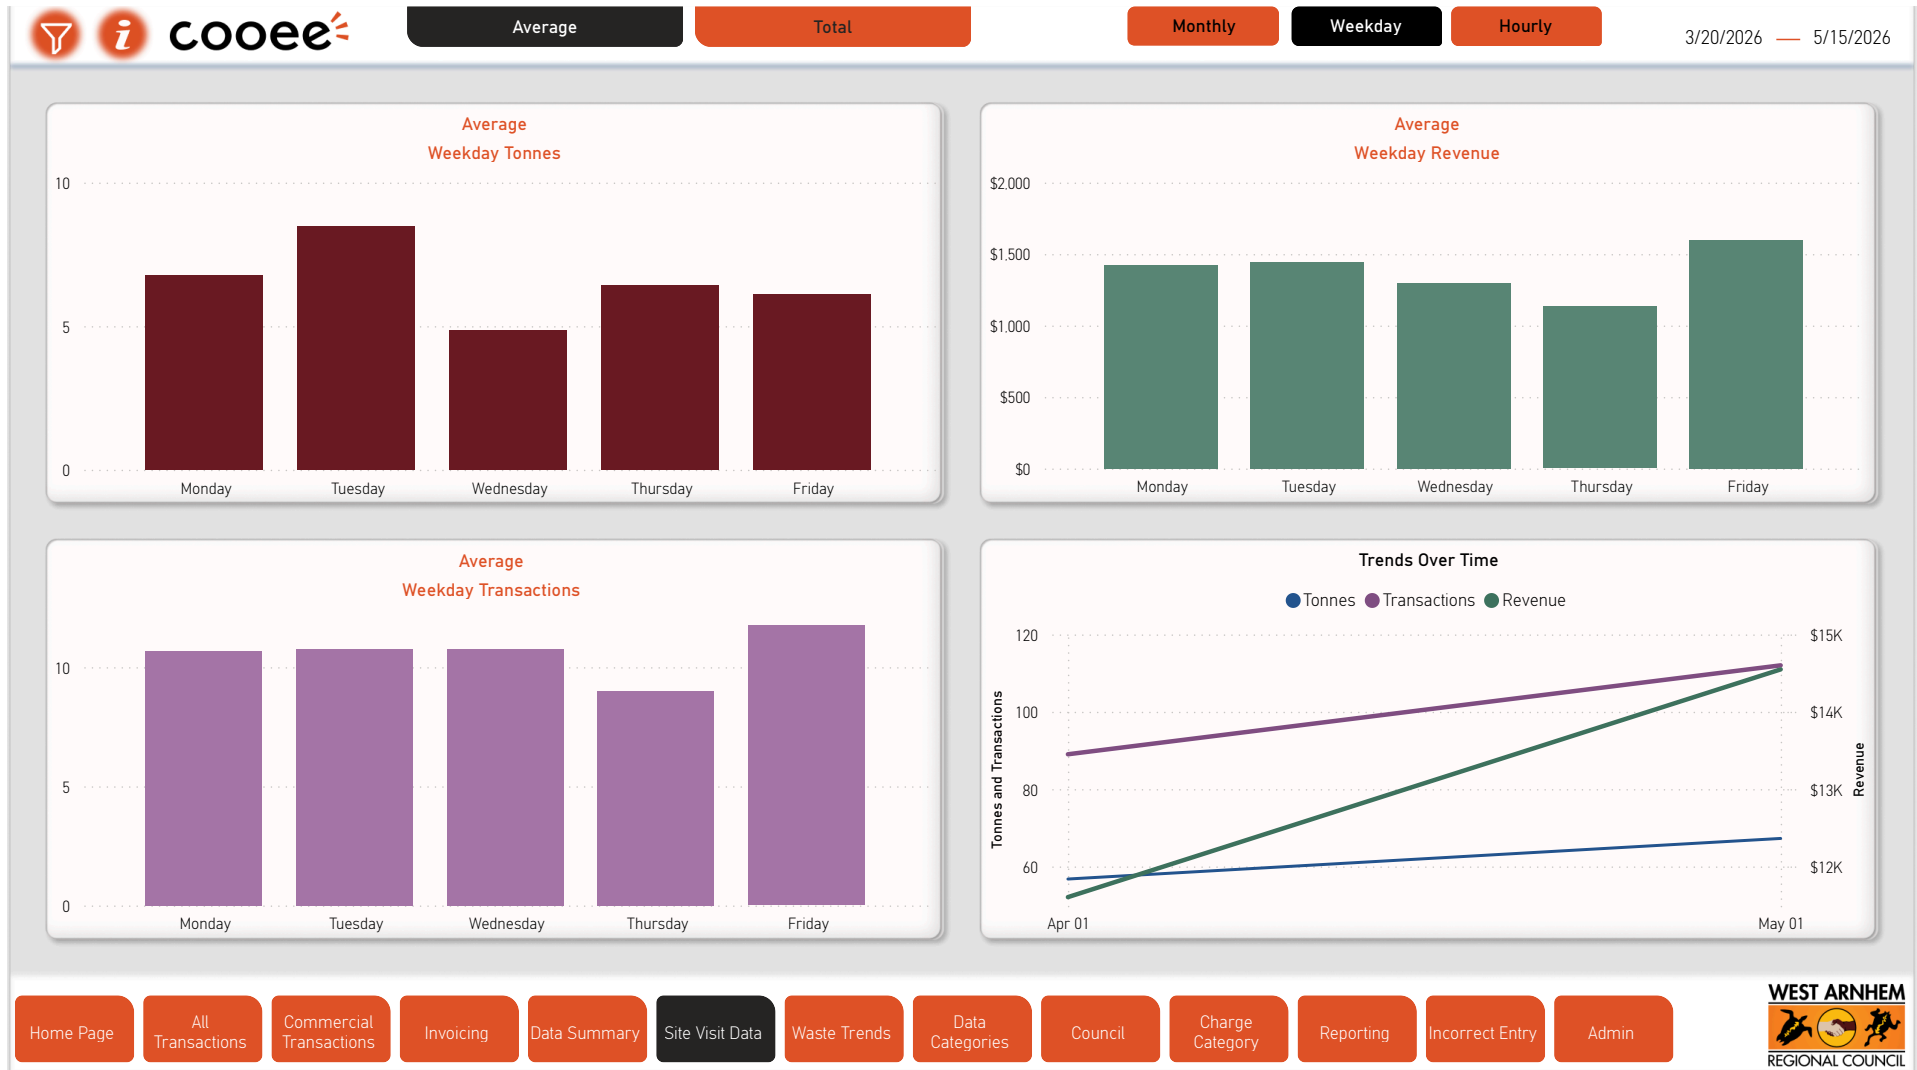 cooee
Average
Total
Monthly
Weekday
Hourly
3/20/2026 — 5/15/2026
Average
Weekday Tonnes
10
5
0
Monday
Tuesday
Wednesday
Thursday
Friday
Average
Weekday Revenue
$2,000
$1,500
$1,000
$500
$0
Monday
Tuesday
Wednesday
Thursday
Friday
Average
Weekday Transactions
10
5
0
Monday
Tuesday
Wednesday
Thursday
Friday
Trends Over Time
Tonnes Transactions Revenue
Tonnes and Transactions
120
100
80
60
$15K
$14K
$13K
$12K
Revenue
Apr 01
May 01
Home Page
All
Transactions
Commercial
Transactions
Invoicing
Data Summary
Site Visit Data
Waste Trends
Data
Categories
Council
Charge
Category
Reporting
Incorrect Entry
Admin
WEST ARNHEM
REGIONAL COUNCIL